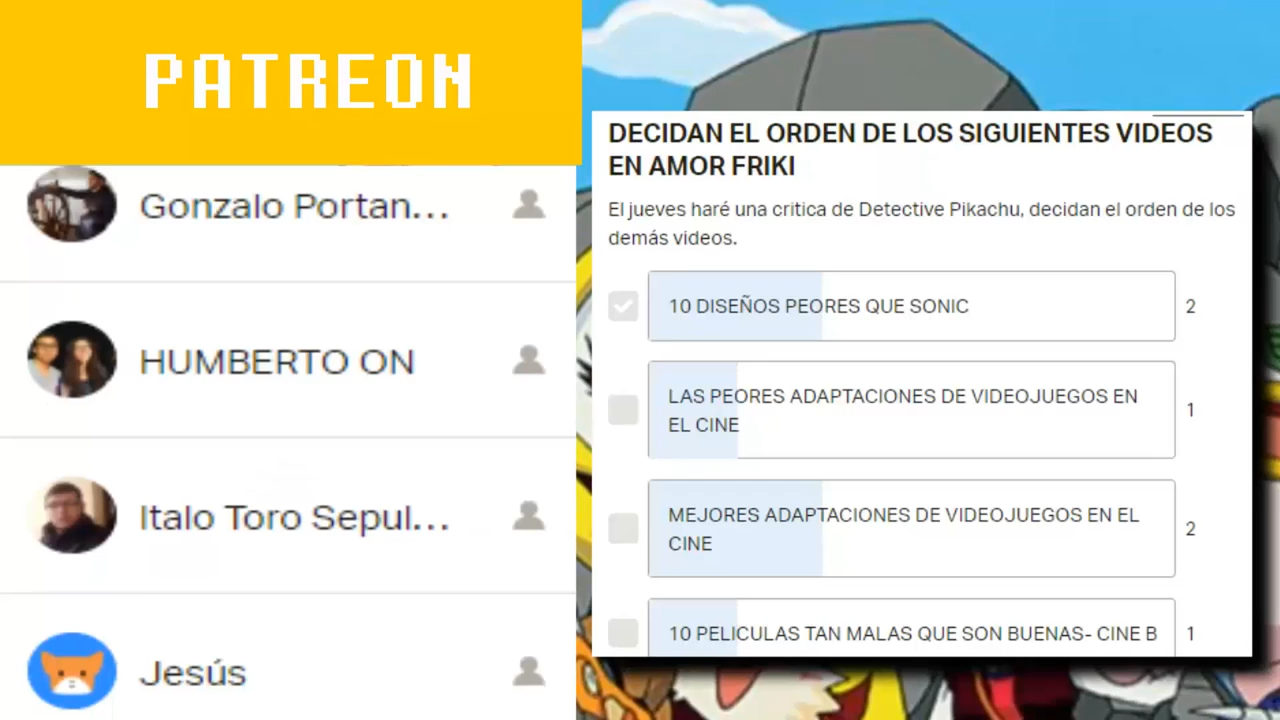 PATREON
Gonzalo Portan...
HUMBERTO ON
Italo Toro Sepul...
Jesús
DECIDAN EL ORDEN DE LOS SIGUIENTES VIDEOS
EN AMOR FRIKI
El jueves haré una critica de Detective Pikachu, decidan el orden de los
demás videos.
10 DISEÑOS PEORES QUE SONIC 2
LAS PEORES ADAPTACIONES DE VIDEOJUEGOS EN
EL CINE 1
MEJORES ADAPTACIONES DE VIDEOJUEGOS EN EL
CINE 2
10 PELICULAS TAN MALAS QUE SON BUENAS- CINE B 1